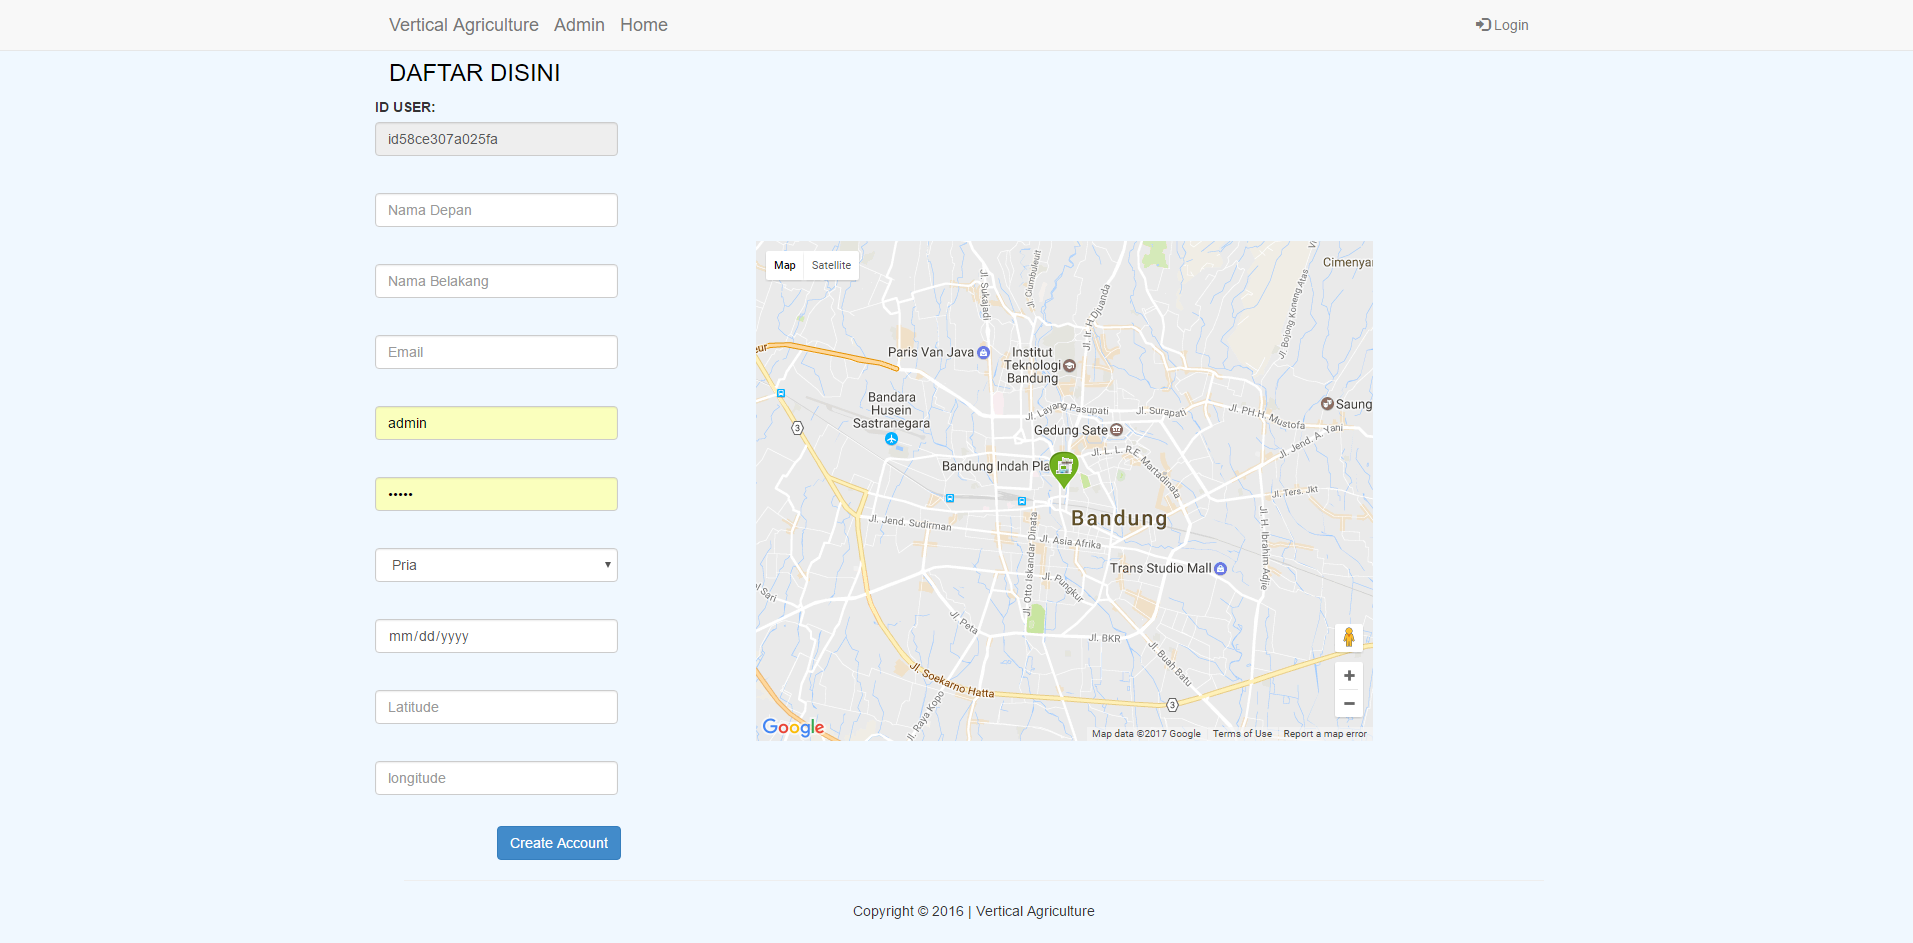 Vertical Agriculture Admin Home Login
DAFTAR DISINI
ID USER:
id58ce307a025fa
Nama Depan
Nama Belakang
Email
admin
•••••
Pria
mm/dd/yyyy
Latitude
longitude
Create Account
Map Satellite
Cimenyan
Jl. Sukajadi
Jl. Ciumbuleuit
Jl. Ir. H.Djuanda
Jl. Bojong Koneng Atas
Paris Van Java
Institut
Teknologi
Bandung
Bandara
Husein
Sastranegara
Jl. Layang Pasupati
Jl. Surapati
Jl. PH.H. Mustofa
Saung
Jl. Jend. A. Yani
3
Gedung Sate
Jl. L. L. R.E. Martadinata
Bandung Indah Pla
Jl. Ters. Jkt
Jl. Jend. Sudirman
Bandung
Jl. Otto Iskandar Dinata
Jl. Asia Afrika
Jl. H. Ibrahim Adjie
Trans Studio Mall
Jl. Pungkur
Jl. Peta
Jl. BKR
Jl. Buah Batu
Jl. Soekarno Hatta
Jl. Raya Kopo
3
Google
Map data ©2017 Google Terms of Use Report a map error
Copyright © 2016 | Vertical Agriculture